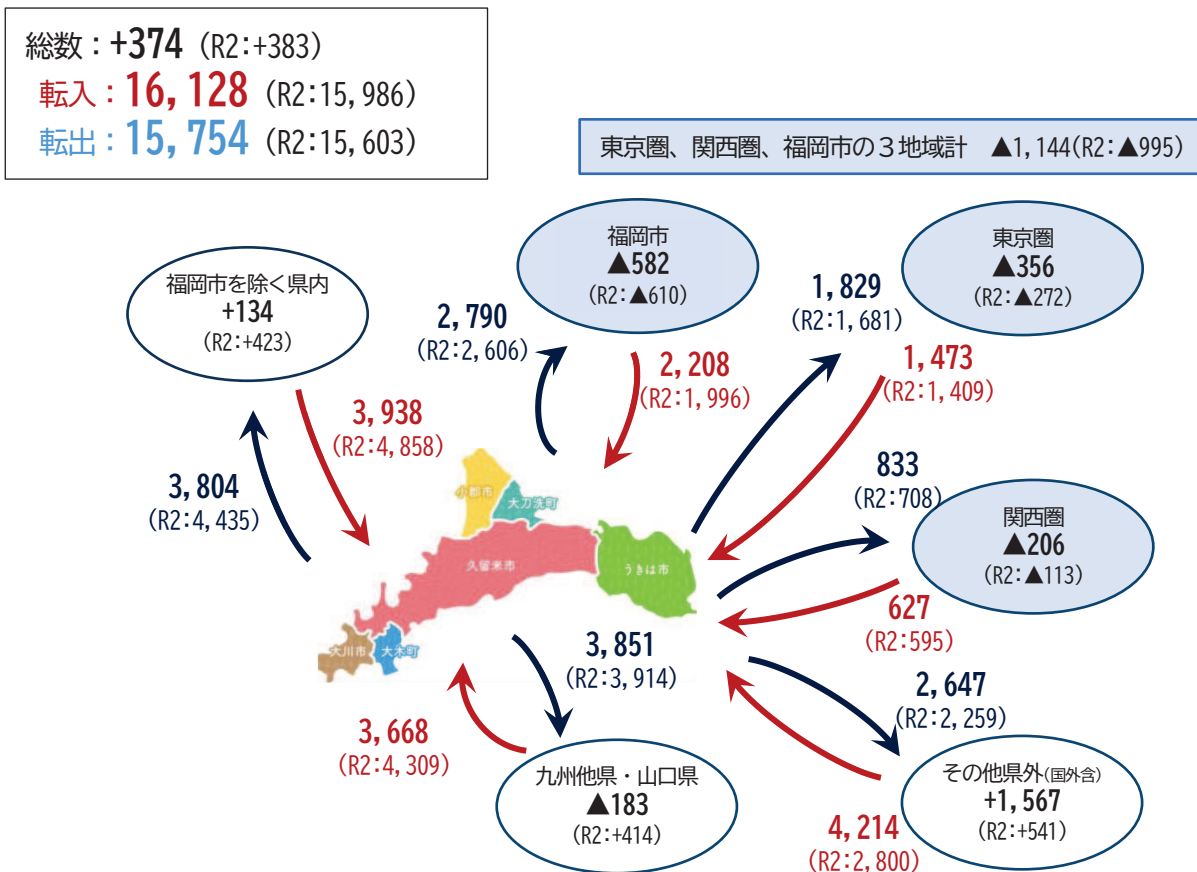 総数：+374 (R2:+383)
転入：16,128 (R2:15,986)
転出：15,754 (R2:15,603)
東京圏、関西圏、福岡市の３地域計　▲1,144(R2:▲995)
福岡市を除く県内
+134
(R2:+423)
福岡市
▲582
(R2:▲610)
東京圏
▲356
(R2:▲272)
2,790
(R2:2,606)
2,208
(R2:1,996)
1,829
(R2:1,681)
1,473
(R2:1,409)
3,938
(R2:4,858)
3,804
(R2:4,435)
833
(R2:708)
関西圏
▲206
(R2:▲113)
627
(R2:595)
小郡市
大刀洗町
久留米市
うきは市
大川市
大木町
3,851
(R2:3,914)
3,668
(R2:4,309)
2,647
(R2:2,259)
九州他県・山口県
▲183
(R2:+414)
その他県外(国外含)
+1,567
(R2:+541)
4,214
(R2:2,800)